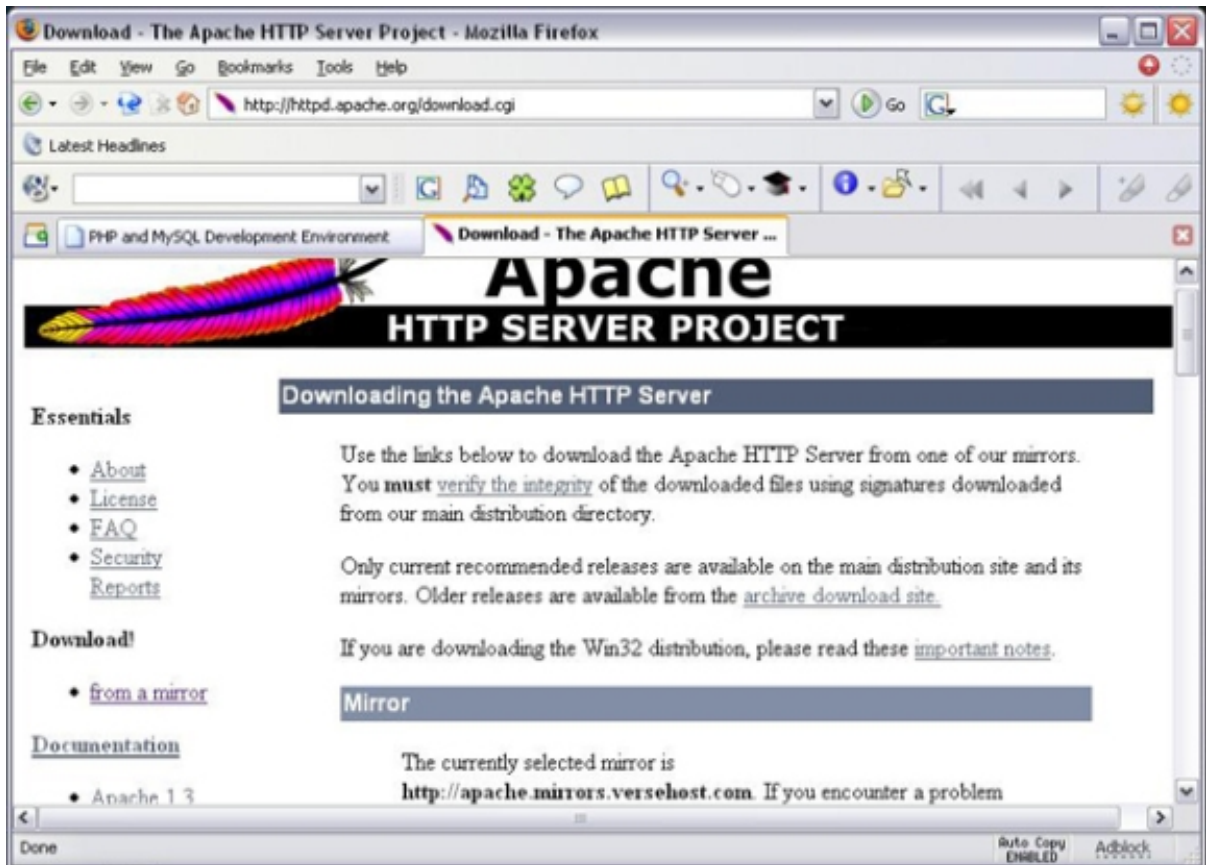 Download - The Apache HTTP Server Project - Mozilla Firefox
File Edit View Go Bookmarks Tools Help
http://httpd.apache.org/download.cgi Go G
Latest Headlines
G
PHP and MySQL Development Environment Download - The Apache HTTP Server ...
Apache
HTTP SERVER PROJECT
Downloading the Apache HTTP Server
Essentials
• About
• License
• FAQ
• Security
Reports
Download!
• from a mirror
Documentation
• Apache 1.3
Use the links below to download the Apache HTTP Server from one of our mirrors.
You must verify the integrity of the downloaded files using signatures downloaded
from our main distribution directory.
Only current recommended releases are available on the main distribution site and its
mirrors. Older releases are available from the archive download site.
If you are downloading the Win32 distribution, please read these important notes.
Mirror
The currently selected mirror is
http://apache.mirrors.versehost.com. If you encounter a problem
Done Auto Copy Adblock
ENABLED